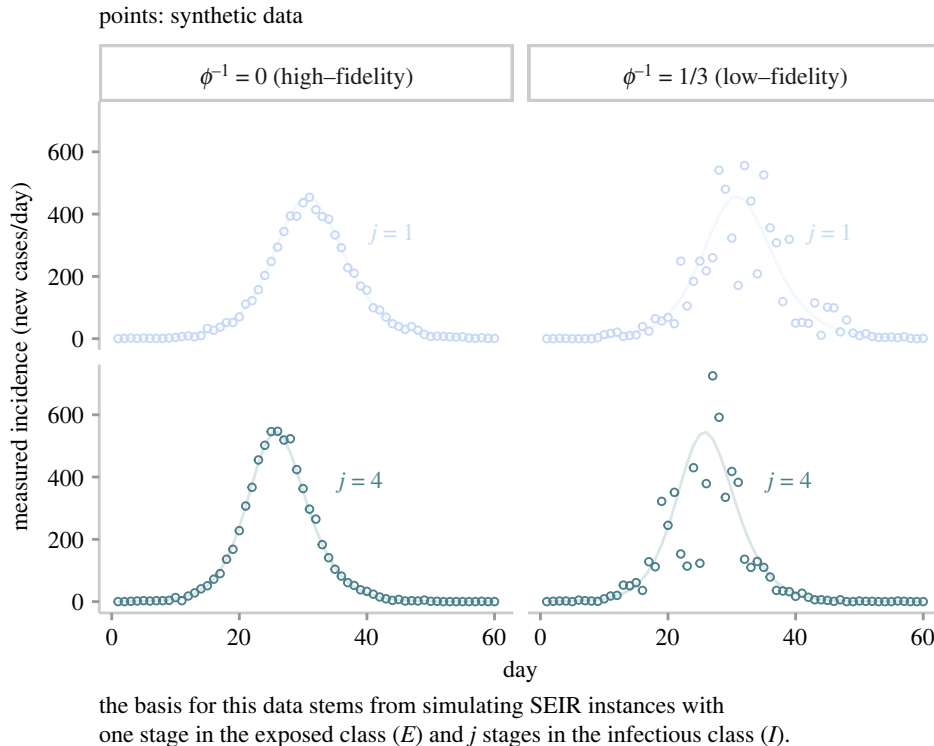 points: synthetic data
ϕ⁻¹ = 0 (high–fidelity)
ϕ⁻¹ = 1/3 (low–fidelity)
measured incidence (new cases/day)
600
400
200
0
j = 1
j = 1
600
400
200
0
j = 4
j = 4
0 20 40 60
0 20 40 60
day
the basis for this data stems from simulating SEIR instances with
one stage in the exposed class (E) and j stages in the infectious class (I).